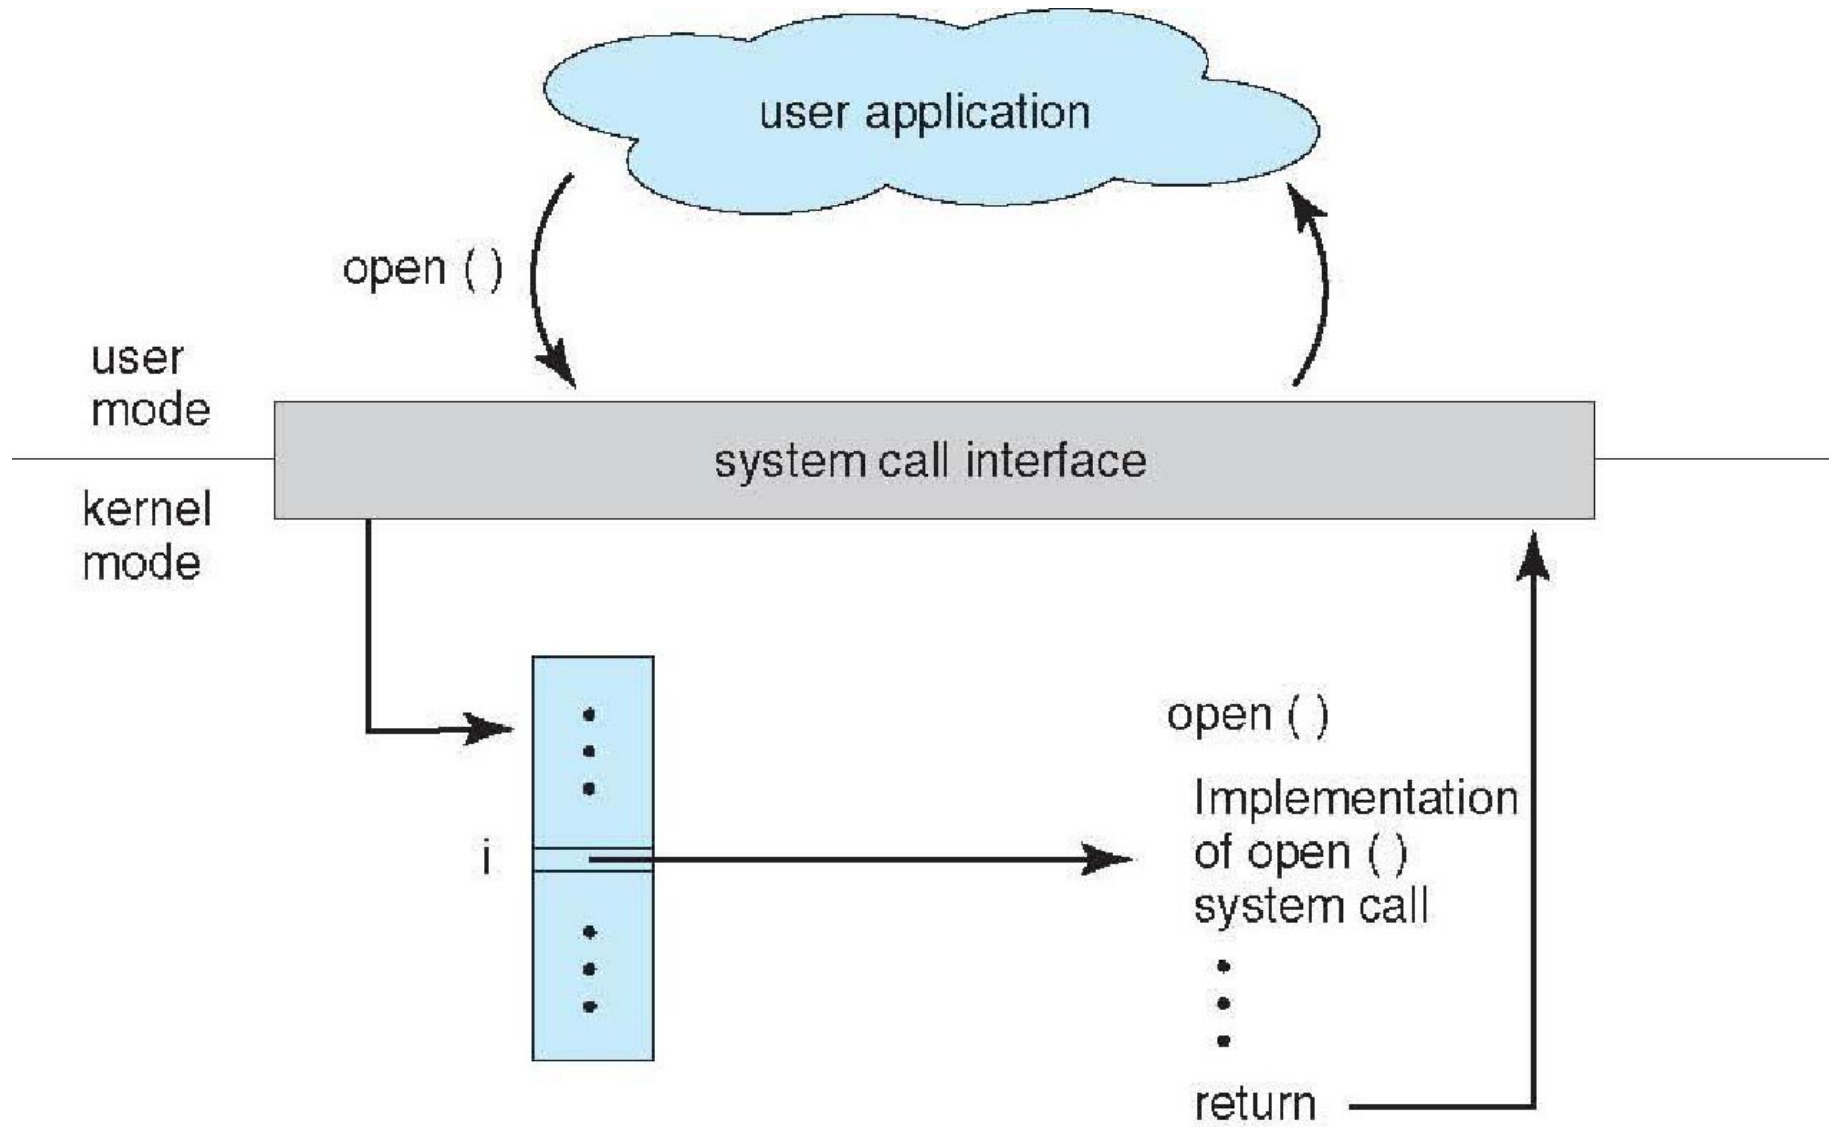 user application
open ( )
user
mode
system call interface
kernel
mode
open ( )
i
Implementation
of open ( )
system call
return